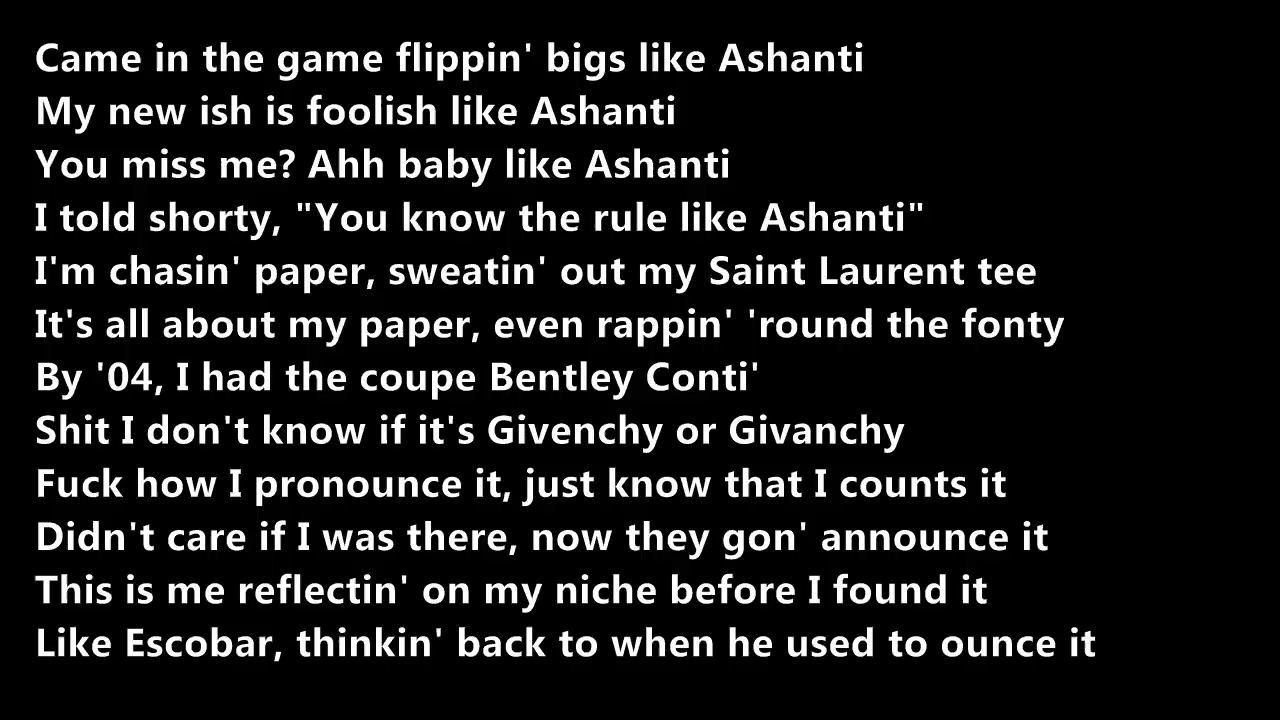 Came in the game flippin' bigs like Ashanti
My new ish is foolish like Ashanti
You miss me? Ahh baby like Ashanti
I told shorty, "You know the rule like Ashanti"
I'm chasin' paper, sweatin' out my Saint Laurent tee
It's all about my paper, even rappin' 'round the fonty
By '04, I had the coupe Bentley Conti'
Shit I don't know if it's Givenchy or Givanchy
Fuck how I pronounce it, just know that I counts it
Didn't care if I was there, now they gon' announce it
This is me reflectin' on my niche before I found it
Like Escobar, thinkin' back to when he used to ounce it